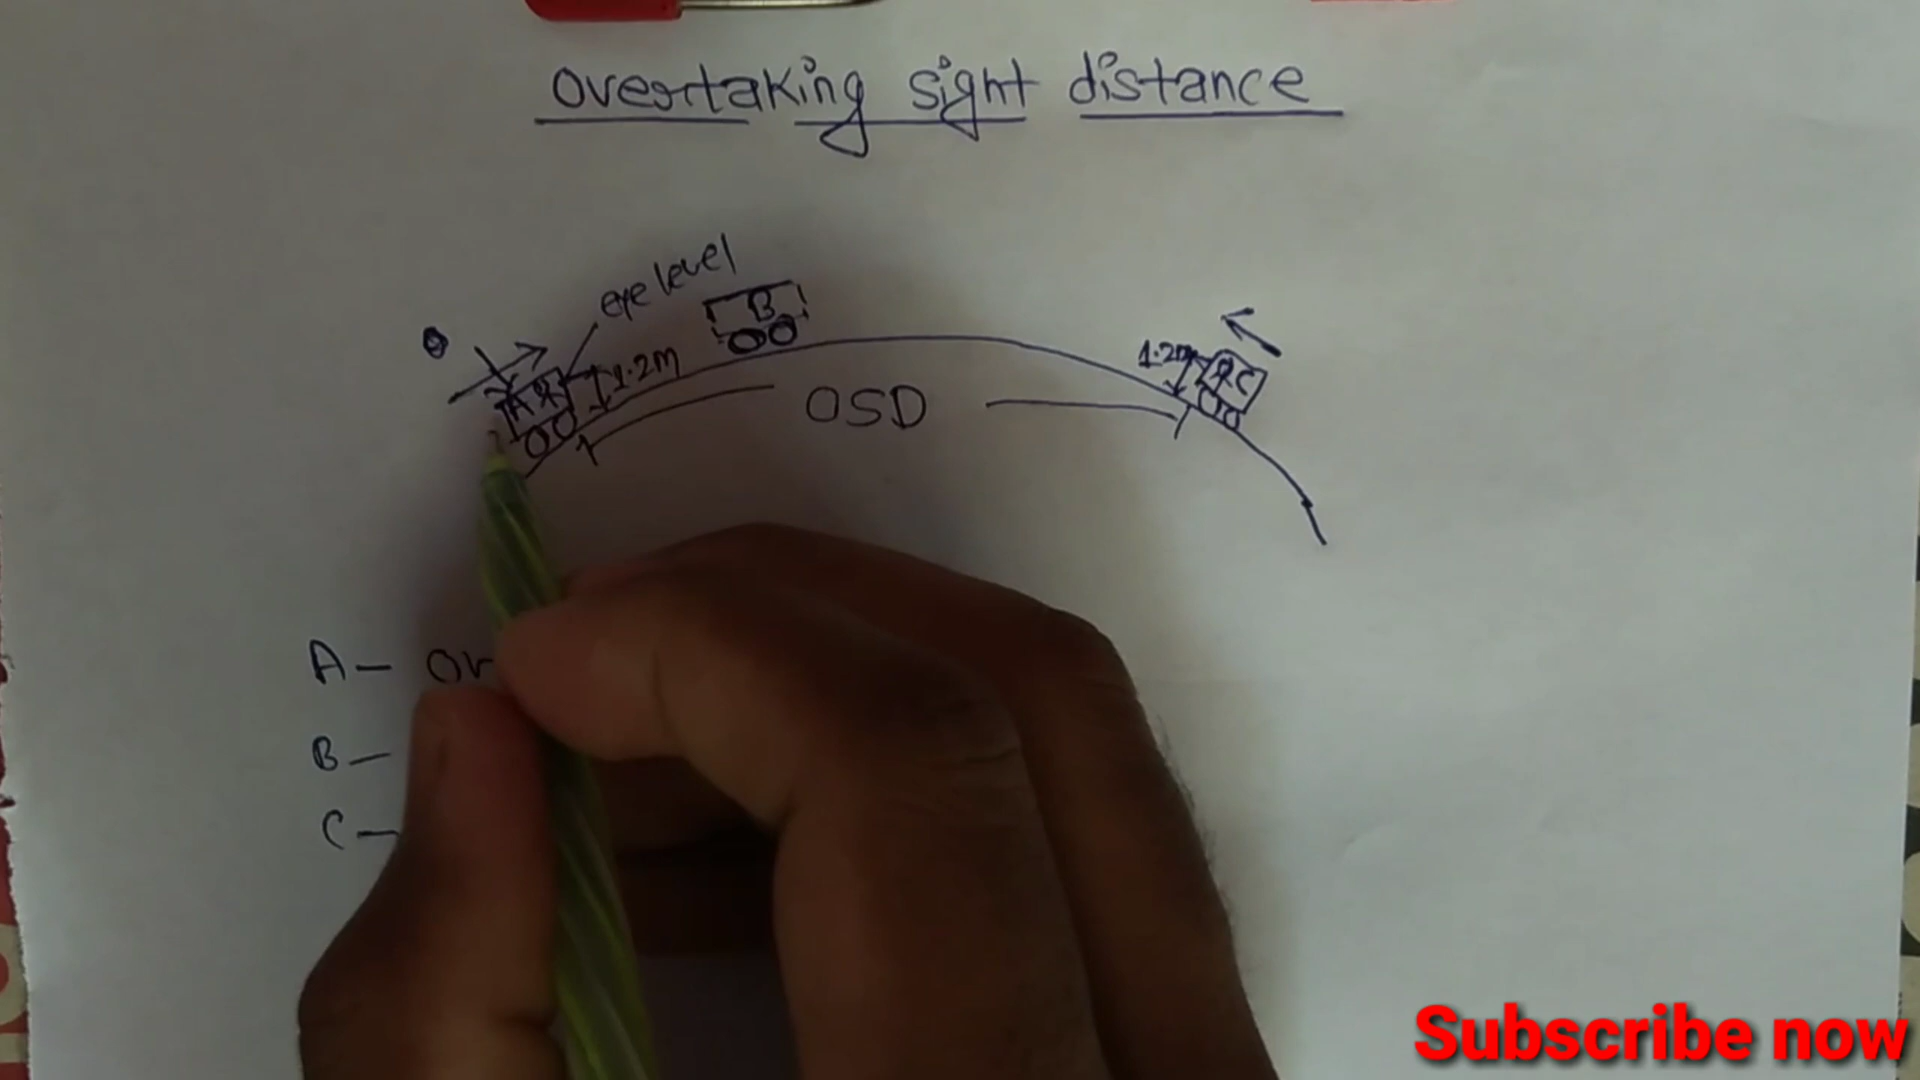 Overtaking sight distance
eye level
B
1.2m
1.2m
A
C
OSD
A- Ov
B-
C-
Subscribe now